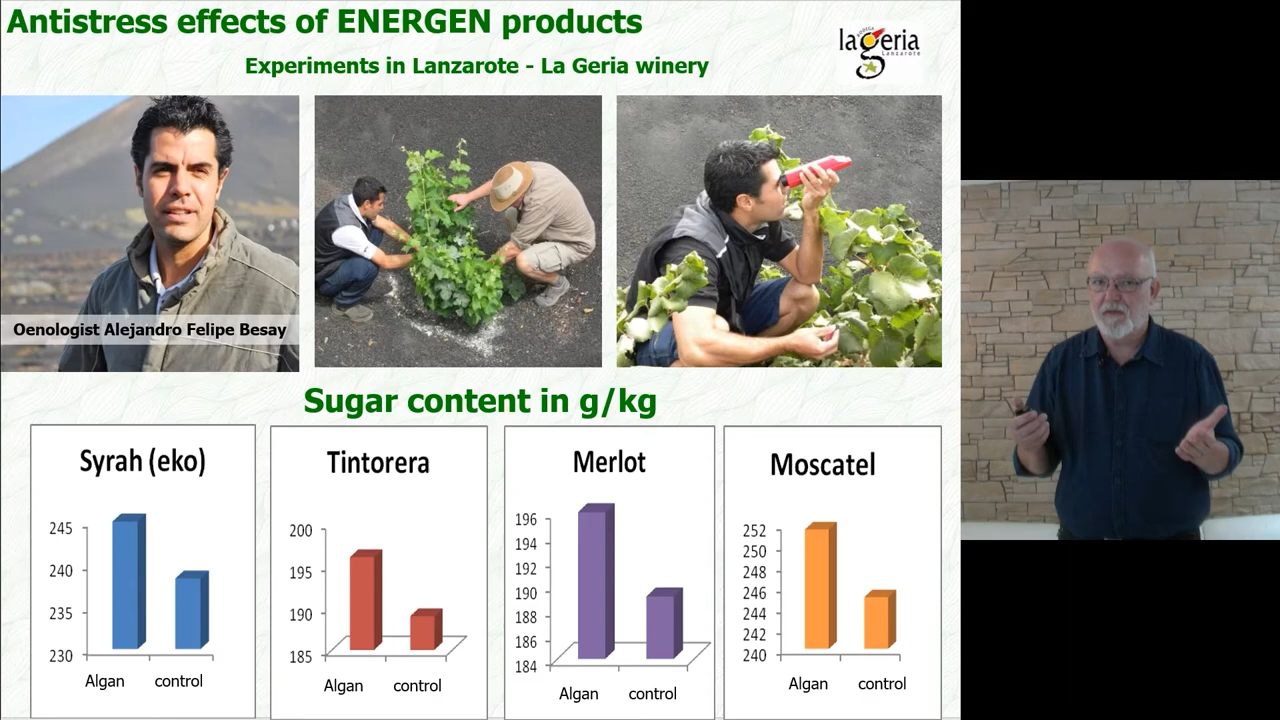 Antistress effects of ENERGEN products
Experiments in Lanzarote - La Geria winery
BODEGA
lageria
Lanzarote
Oenologist Alejandro Felipe Besay
Sugar content in g/kg
Syrah (eko)
245
240
235
230
Algan control
Tintorera
200
195
190
185
Algan control
Merlot
196
194
192
190
188
186
184
Algan control
Moscatel
252
250
248
246
244
242
240
Algan control